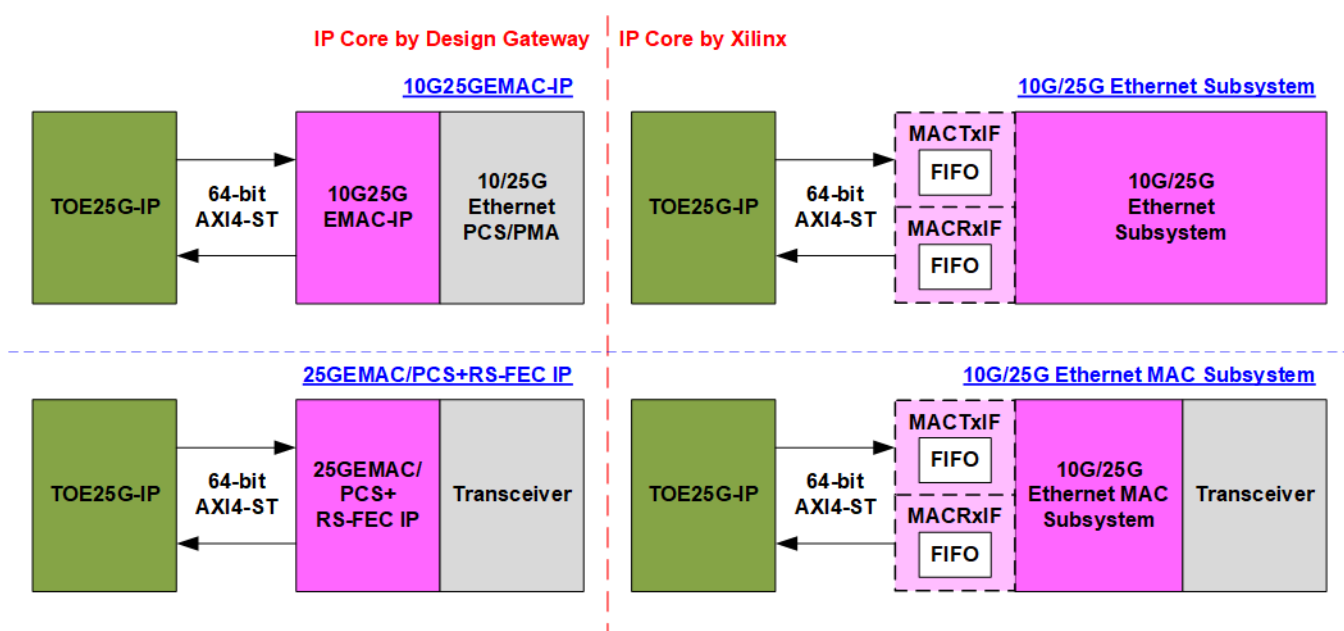 IP Core by Design Gateway
IP Core by Xilinx
10G25GEMAC-IP
TOE25G-IP
64-bit
AXI4-ST
10G25G
EMAC-IP
10/25G
Ethernet
PCS/PMA
10G/25G Ethernet Subsystem
TOE25G-IP
64-bit
AXI4-ST
MACTxIF
FIFO
MACRxIF
FIFO
10G/25G
Ethernet
Subsystem
25GEMAC/PCS+RS-FEC IP
TOE25G-IP
64-bit
AXI4-ST
25GEMAC/
PCS+
RS-FEC IP
Transceiver
10G/25G Ethernet MAC Subsystem
TOE25G-IP
64-bit
AXI4-ST
MACTxIF
FIFO
MACRxIF
FIFO
10G/25G
Ethernet MAC
Subsystem
Transceiver